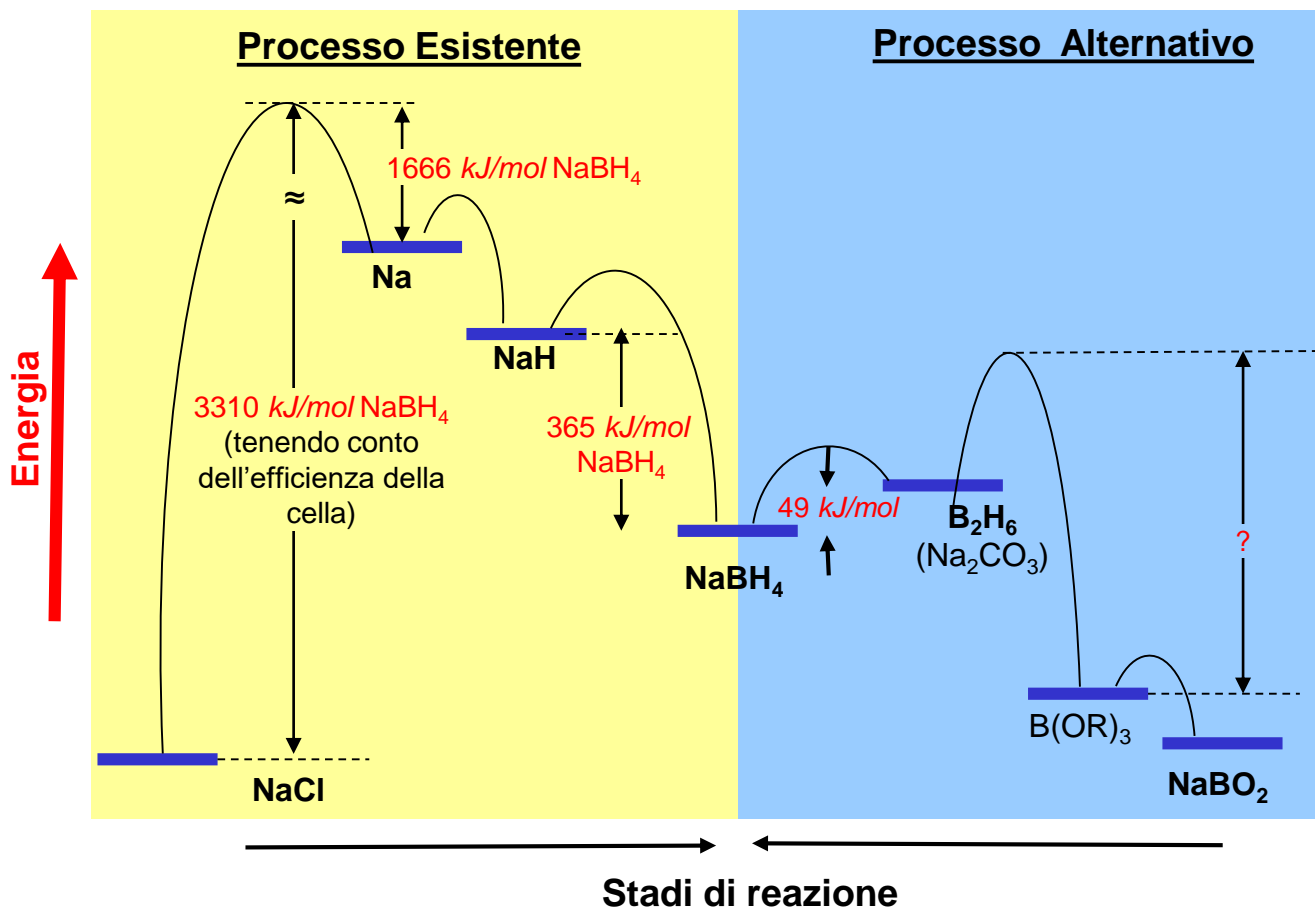 Processo Esistente
Processo Alternativo
1666 kJ/mol NaBH₄
≈
Na
NaH
Energia
3310 kJ/mol NaBH₄
(tenendo conto
dell'efficienza della
cella)
365 kJ/mol
NaBH₄
49 kJ/mol
B₂H₆
(Na₂CO₃)
?
NaBH₄
B(OR)₃
NaCl
NaBO₂
Stadi di reazione